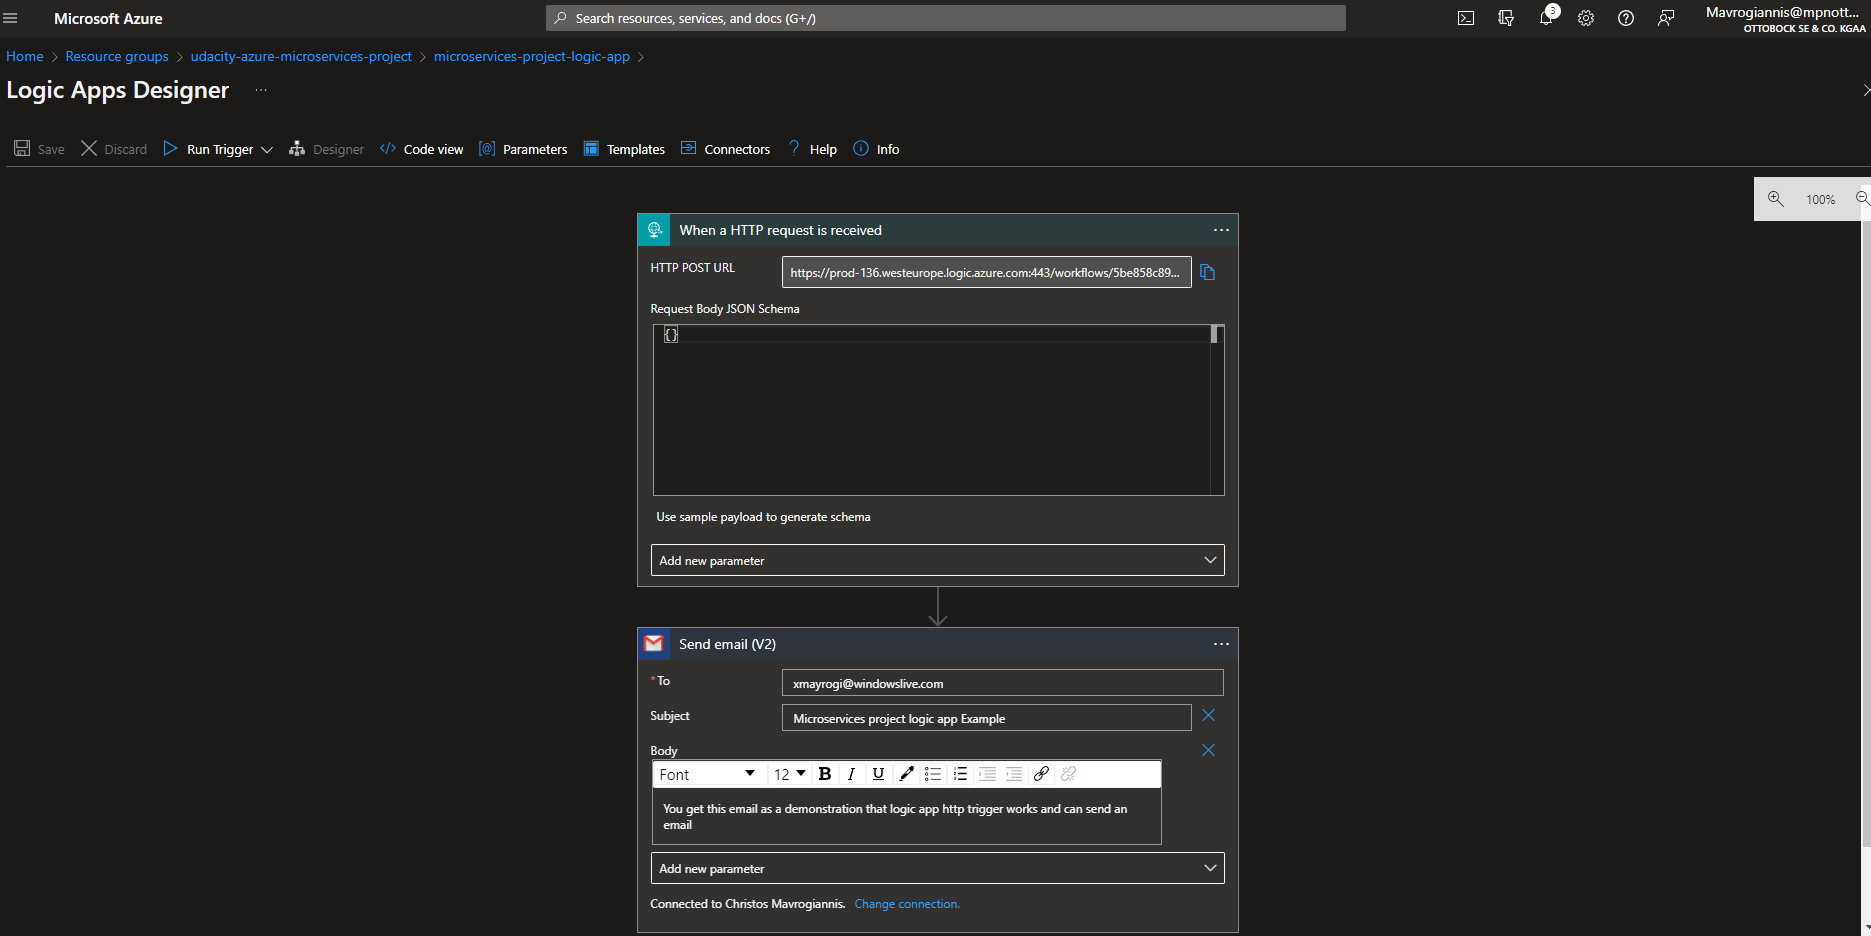 Microsoft Azure
Search resources, services, and docs (G+/)
3
Mavrogiannis@mpnott...
OTTOBOCK SE & CO. KGAA
Home > Resource groups > udacity-azure-microservices-project > microservices-project-logic-app >
Logic Apps Designer ...
Save Discard Run Trigger Designer Code view Parameters Templates Connectors Help Info
100%
When a HTTP request is received ...
HTTP POST URL https://prod-136.westeurope.logic.azure.com:443/workflows/5be858c89...
Request Body JSON Schema
{}
Use sample payload to generate schema
Add new parameter
Send email (V2) ...
* To xmayrogi@windowslive.com
Subject Microservices project logic app Example
Body
Font 12 B I U
You get this email as a demonstration that logic app http trigger works and can send an
email
Add new parameter
Connected to Christos Mavrogiannis. Change connection.